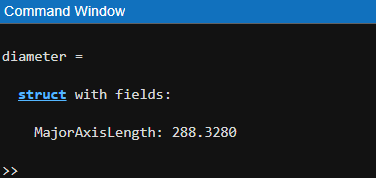 Command Window
diameter =
struct with fields:
MajorAxisLength: 288.3280
>>